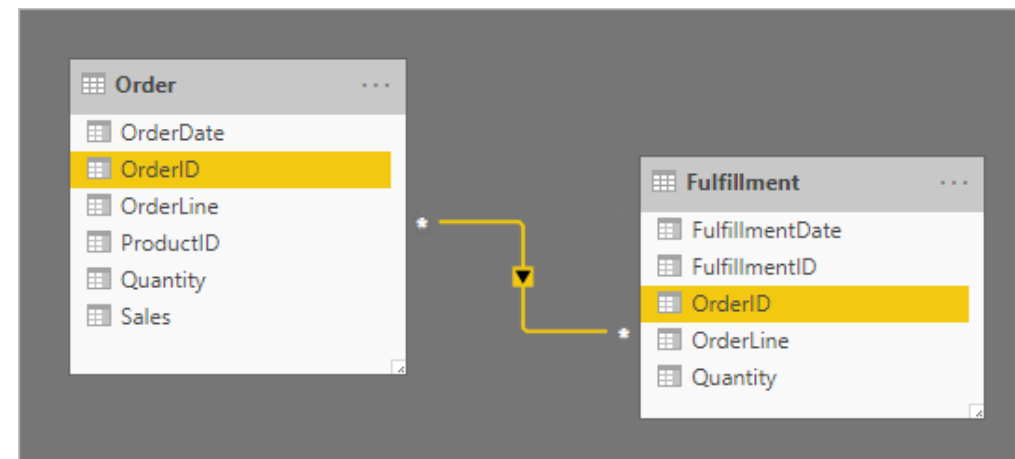 Order
OrderDate
OrderID
OrderLine
ProductID
Quantity
Sales
*
*
Fulfillment
FulfillmentDate
FulfillmentID
OrderID
OrderLine
Quantity